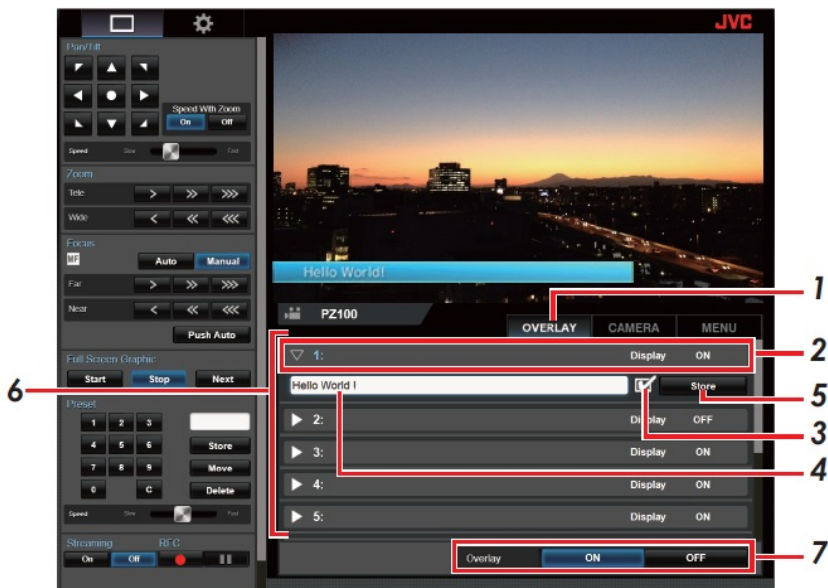 JVC
Pan/Tilt
Speed With Zoom
On Off
Speed Slow Fast
Zoom
Tele > >> >>>
Wide < << <<<
Focus
MF Auto Manual
Far > >> >>>
Near < << <<<
Push Auto
Full Screen Graphic
Start Stop Next
Preset
1 2 3
4 5 6 Store
7 8 9 Move
0 C Delete
Speed Slow Fast
Streaming REC
On Off
Hello World!
PZ100
OVERLAY CAMERA MENU
1: Display ON
Hello World ! Store
2: Display OFF
3: Display ON
4: Display ON
5: Display ON
Overlay ON OFF
1
2
5
3
4
6
7